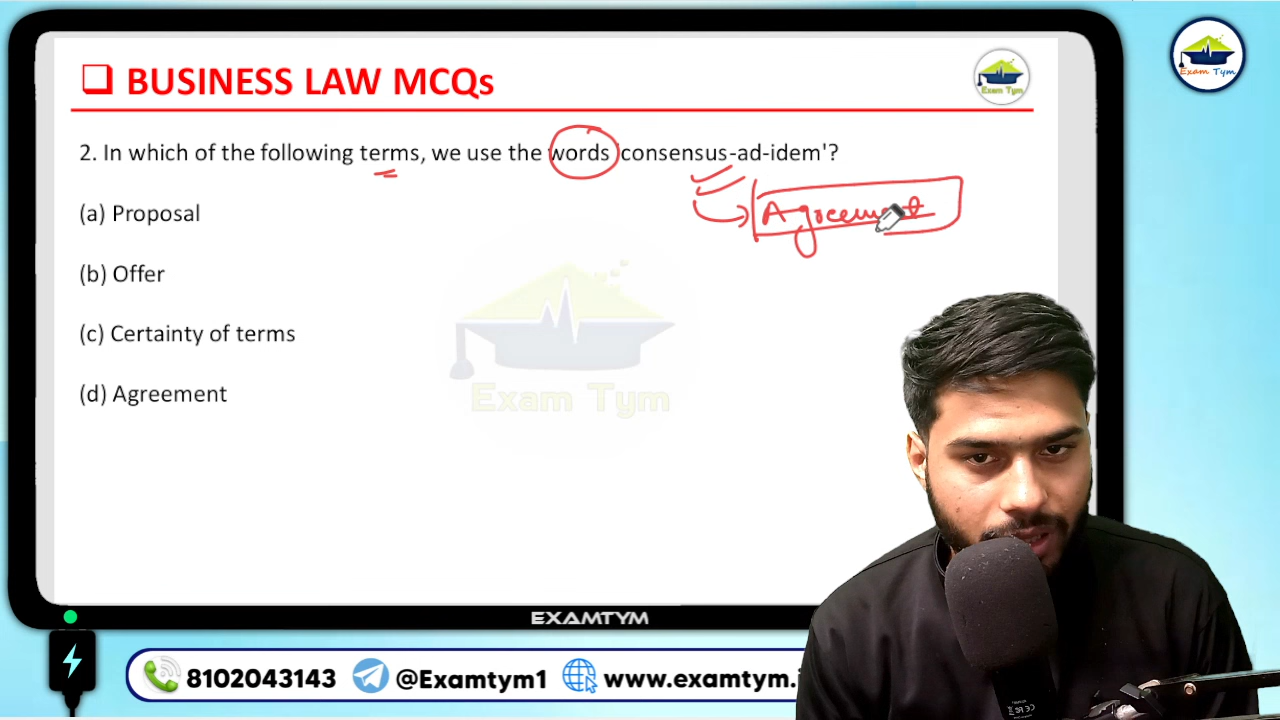 BUSINESS LAW MCQs
Exam Tym
Exam Tym
2. In which of the following terms, we use the words 'consensus-ad-idem'?
Agreement
(a) Proposal
(b) Offer
(c) Certainty of terms
(d) Agreement
Exam Tym
EXAMTYM
8102043143 @Examtym1 www.examtym.